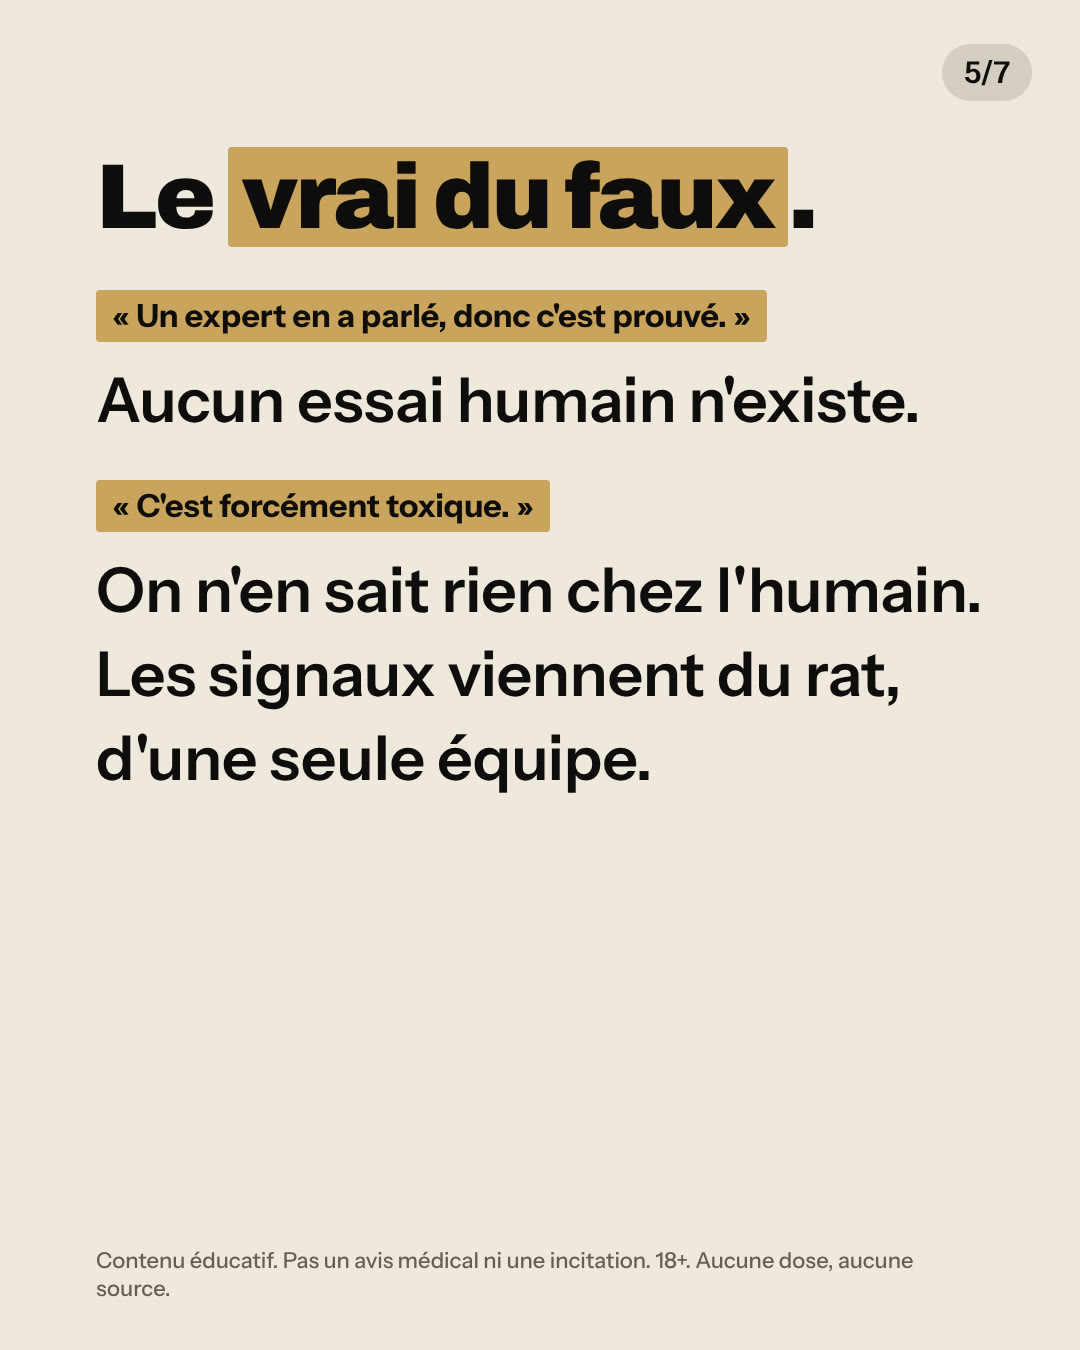 5/7
Le vrai du faux.
« Un expert en a parlé, donc c'est prouvé. »
Aucun essai humain n'existe.
« C'est forcément toxique. »
On n'en sait rien chez l'humain.
Les signaux viennent du rat,
d'une seule équipe.
Contenu éducatif. Pas un avis médical ni une incitation. 18+. Aucune dose, aucune
source.